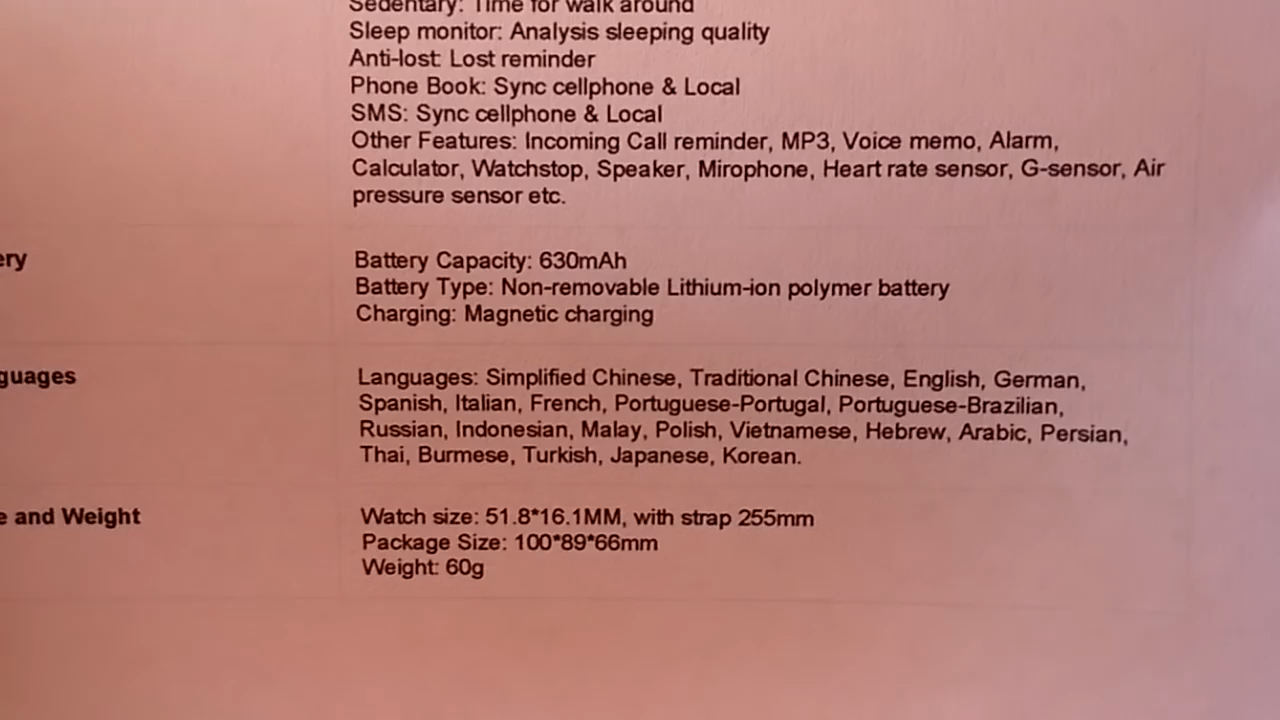 Sedentary: Time for walk around
Sleep monitor: Analysis sleeping quality
Anti-lost: Lost reminder
Phone Book: Sync cellphone & Local
SMS: Sync cellphone & Local
Other Features: Incoming Call reminder, MP3, Voice memo, Alarm,
Calculator, Watchstop, Speaker, Mirophone, Heart rate sensor, G-sensor, Air
pressure sensor etc.
ery
Battery Capacity: 630mAh
Battery Type: Non-removable Lithium-ion polymer battery
Charging: Magnetic charging
guages
Languages: Simplified Chinese, Traditional Chinese, English, German,
Spanish, Italian, French, Portuguese-Portugal, Portuguese-Brazilian,
Russian, Indonesian, Malay, Polish, Vietnamese, Hebrew, Arabic, Persian,
Thai, Burmese, Turkish, Japanese, Korean.
e and Weight
Watch size: 51.8*16.1MM, with strap 255mm
Package Size: 100*89*66mm
Weight: 60g